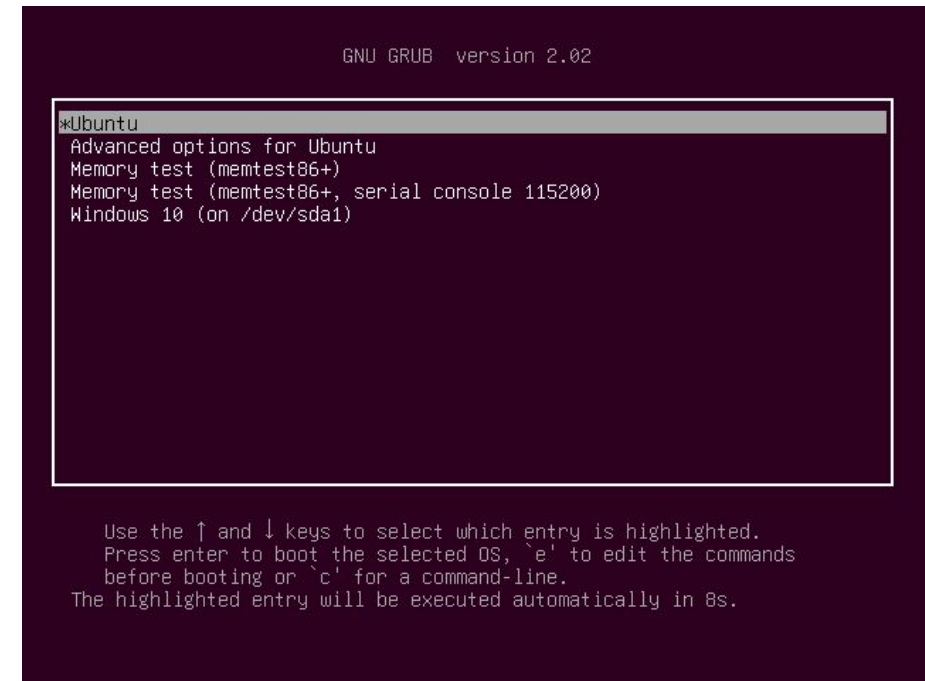 GNU GRUB  version 2.02
*Ubuntu
Advanced options for Ubuntu
Memory test (memtest86+)
Memory test (memtest86+, serial console 115200)
Windows 10 (on /dev/sda1)
Use the ↑ and ↓ keys to select which entry is highlighted.
Press enter to boot the selected OS, `e' to edit the commands
before booting or `c' for a command-line.
The highlighted entry will be executed automatically in 8s.